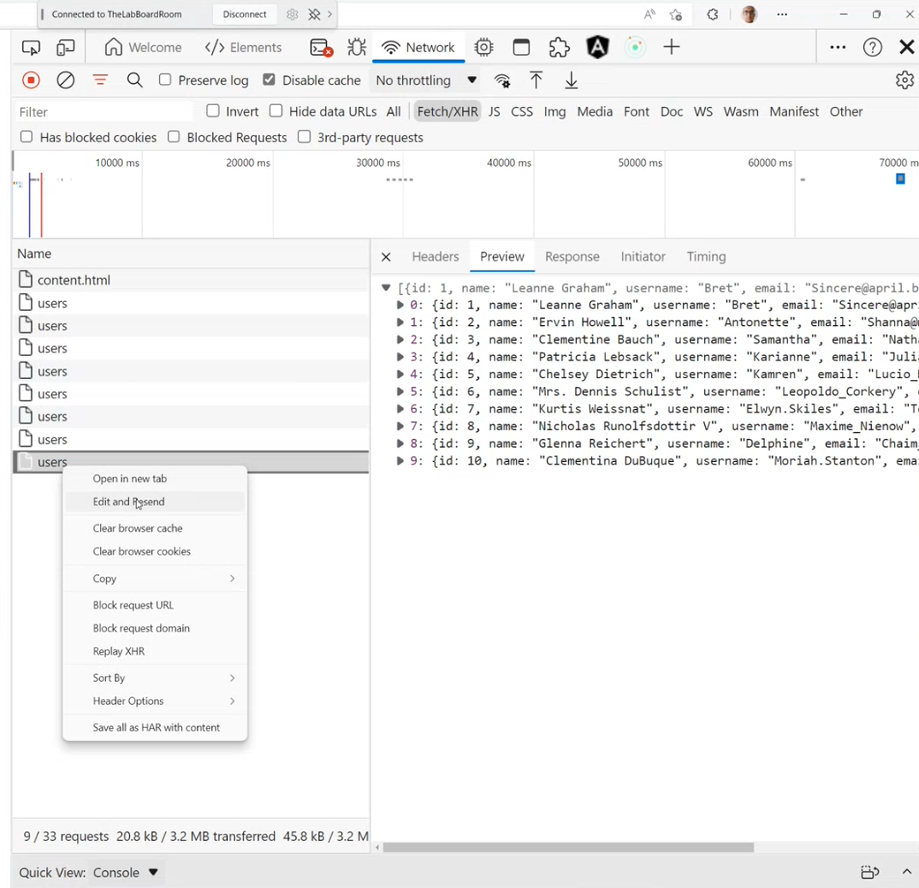 Connected to TheLabBoardRoom Disconnect
Welcome Elements Network
Preserve log Disable cache No throttling
Filter Invert Hide data URLs All Fetch/XHR JS CSS Img Media Font Doc WS Wasm Manifest Other
Has blocked cookies Blocked Requests 3rd-party requests
10000 ms 20000 ms 30000 ms 40000 ms 50000 ms 60000 ms 70000 m
Name
Headers Preview Response Initiator Timing
content.html
users
users
users
users
users
users
users
users
[{id: 1, name: "Leanne Graham", username: "Bret", email: "Sincere@april.b
0: {id: 1, name: "Leanne Graham", username: "Bret", email: "Sincere@apri
1: {id: 2, name: "Ervin Howell", username: "Antonette", email: "Shanna@
2: {id: 3, name: "Clementine Bauch", username: "Samantha", email: "Nath
3: {id: 4, name: "Patricia Lebsack", username: "Karianne", email: "Julia
4: {id: 5, name: "Chelsey Dietrich", username: "Kamren", email: "Lucio_
5: {id: 6, name: "Mrs. Dennis Schulist", username: "Leopoldo_Corkery",
6: {id: 7, name: "Kurtis Weissnat", username: "Elwyn.Skiles", email: "Te
7: {id: 8, name: "Nicholas Runolfsdottir V", username: "Maxime_Nienow",
8: {id: 9, name: "Glenna Reichert", username: "Delphine", email: "Chaim_
9: {id: 10, name: "Clementina DuBuque", username: "Moriah.Stanton", emai
Open in new tab
Edit and Resend
Clear browser cache
Clear browser cookies
Copy
Block request URL
Block request domain
Replay XHR
Sort By
Header Options
Save all as HAR with content
9 / 33 requests 20.8 kB / 3.2 MB transferred 45.8 kB / 3.2 M
Quick View: Console